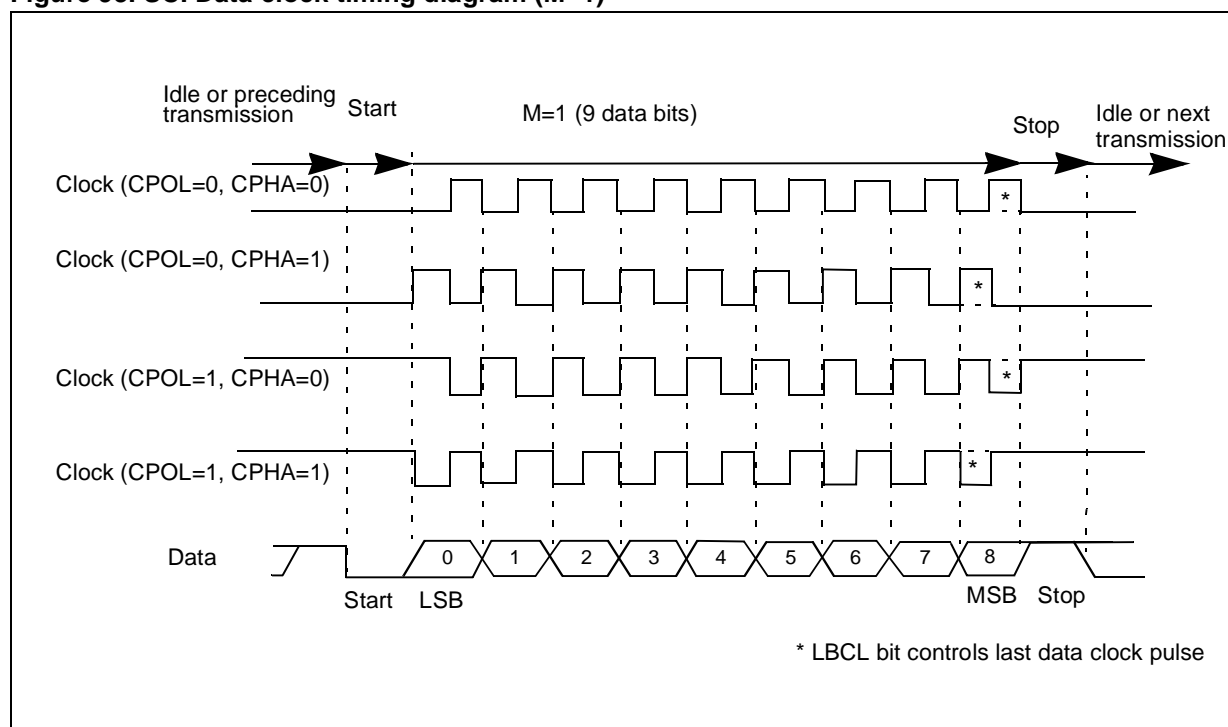 Idle or preceding
transmission
Start
M=1 (9 data bits)
Stop
Idle or next
transmission
Clock (CPOL=0, CPHA=0)
*
Clock (CPOL=0, CPHA=1)
*
Clock (CPOL=1, CPHA=0)
*
Clock (CPOL=1, CPHA=1)
*
Data
0 1 2 3 4 5 6 7 8
Start LSB MSB Stop
* LBCL bit controls last data clock pulse